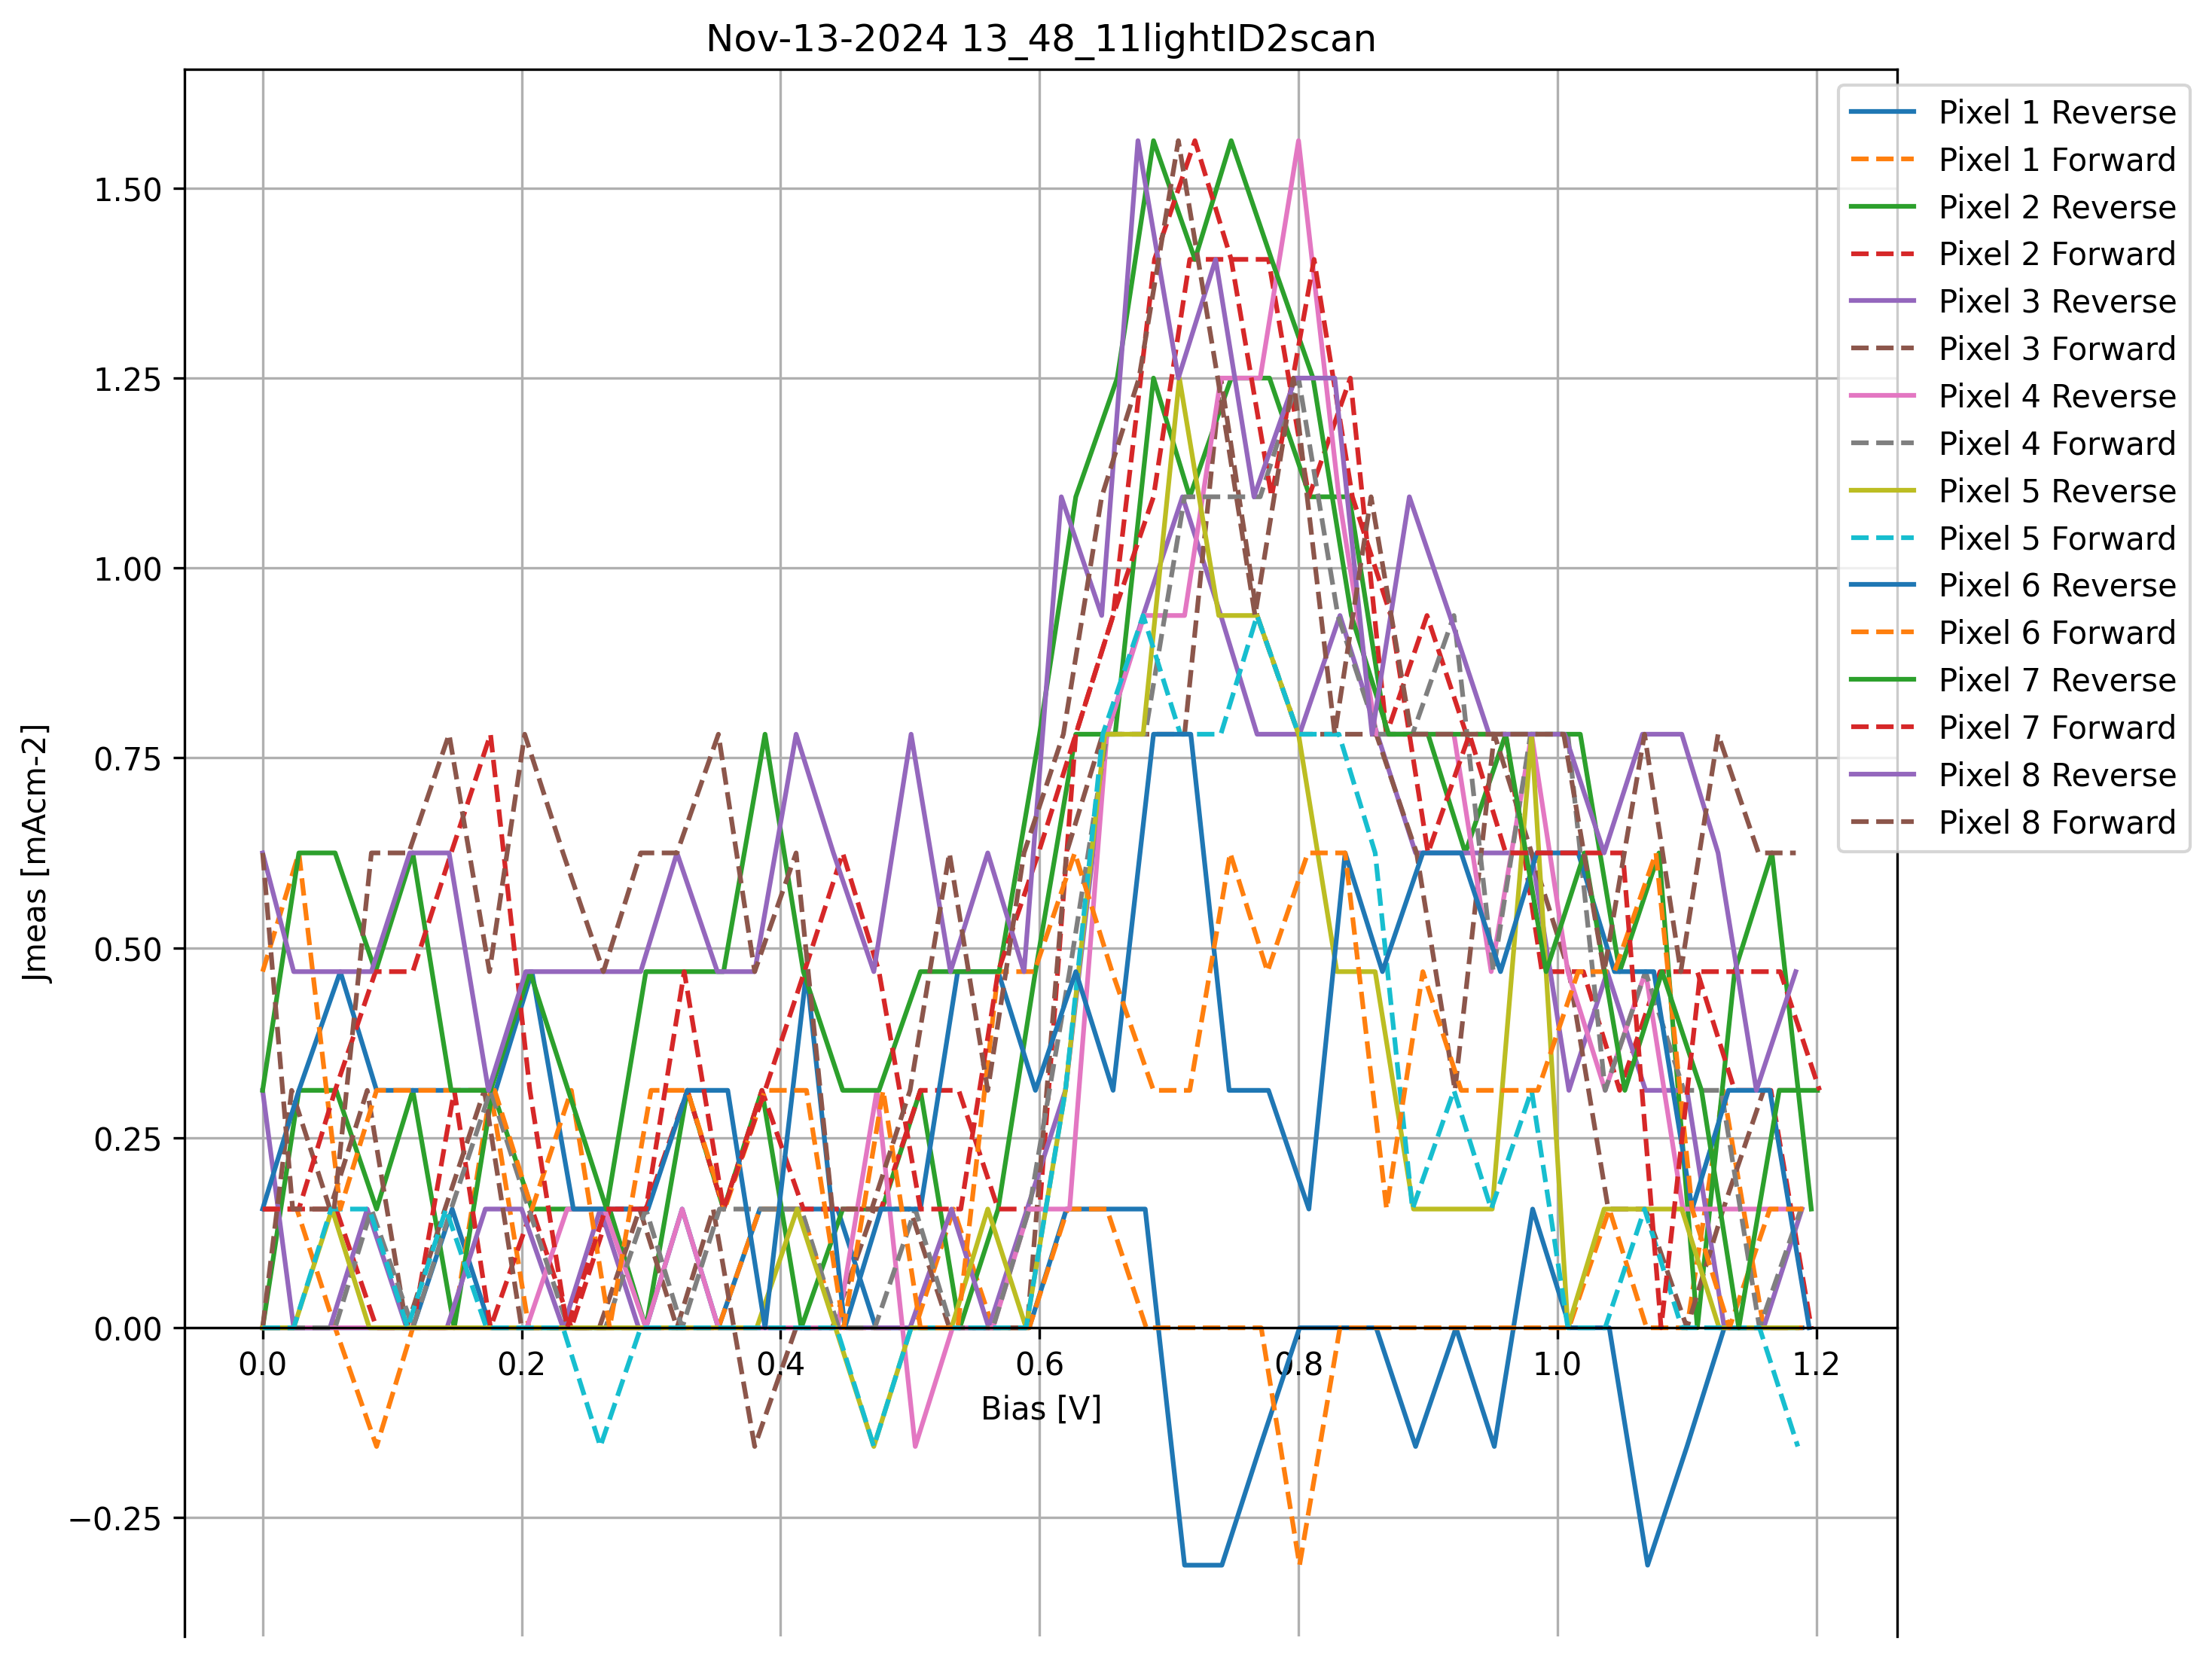 Nov-13-2024 13_48_11lightID2scan
Pixel 1 Reverse
Pixel 1 Forward
Pixel 2 Reverse
Pixel 2 Forward
Pixel 3 Reverse
Pixel 3 Forward
Pixel 4 Reverse
Pixel 4 Forward
Pixel 5 Reverse
Pixel 5 Forward
Pixel 6 Reverse
Pixel 6 Forward
Pixel 7 Reverse
Pixel 7 Forward
Pixel 8 Reverse
Pixel 8 Forward
Jmeas [mAcm-2]
1.50
1.25
1.00
0.75
0.50
0.25
0.00
−0.25
0.0 0.2 0.4 0.6 0.8 1.0 1.2
Bias [V]